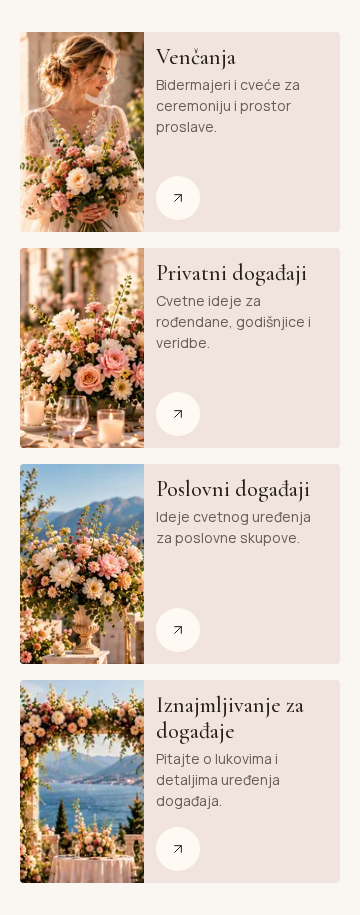 Venčanja
Bidermajeri i cveće za
ceremoniju i prostor
proslave.
Privatni događaji
Cvetne ideje za
rođendane, godišnjice i
veridbe.
Poslovni događaji
Ideje cvetnog uređenja
za poslovne skupove.
Iznajmljivanje za
događaje
Pitajte o lukovima i
detaljima uređenja
događaja.